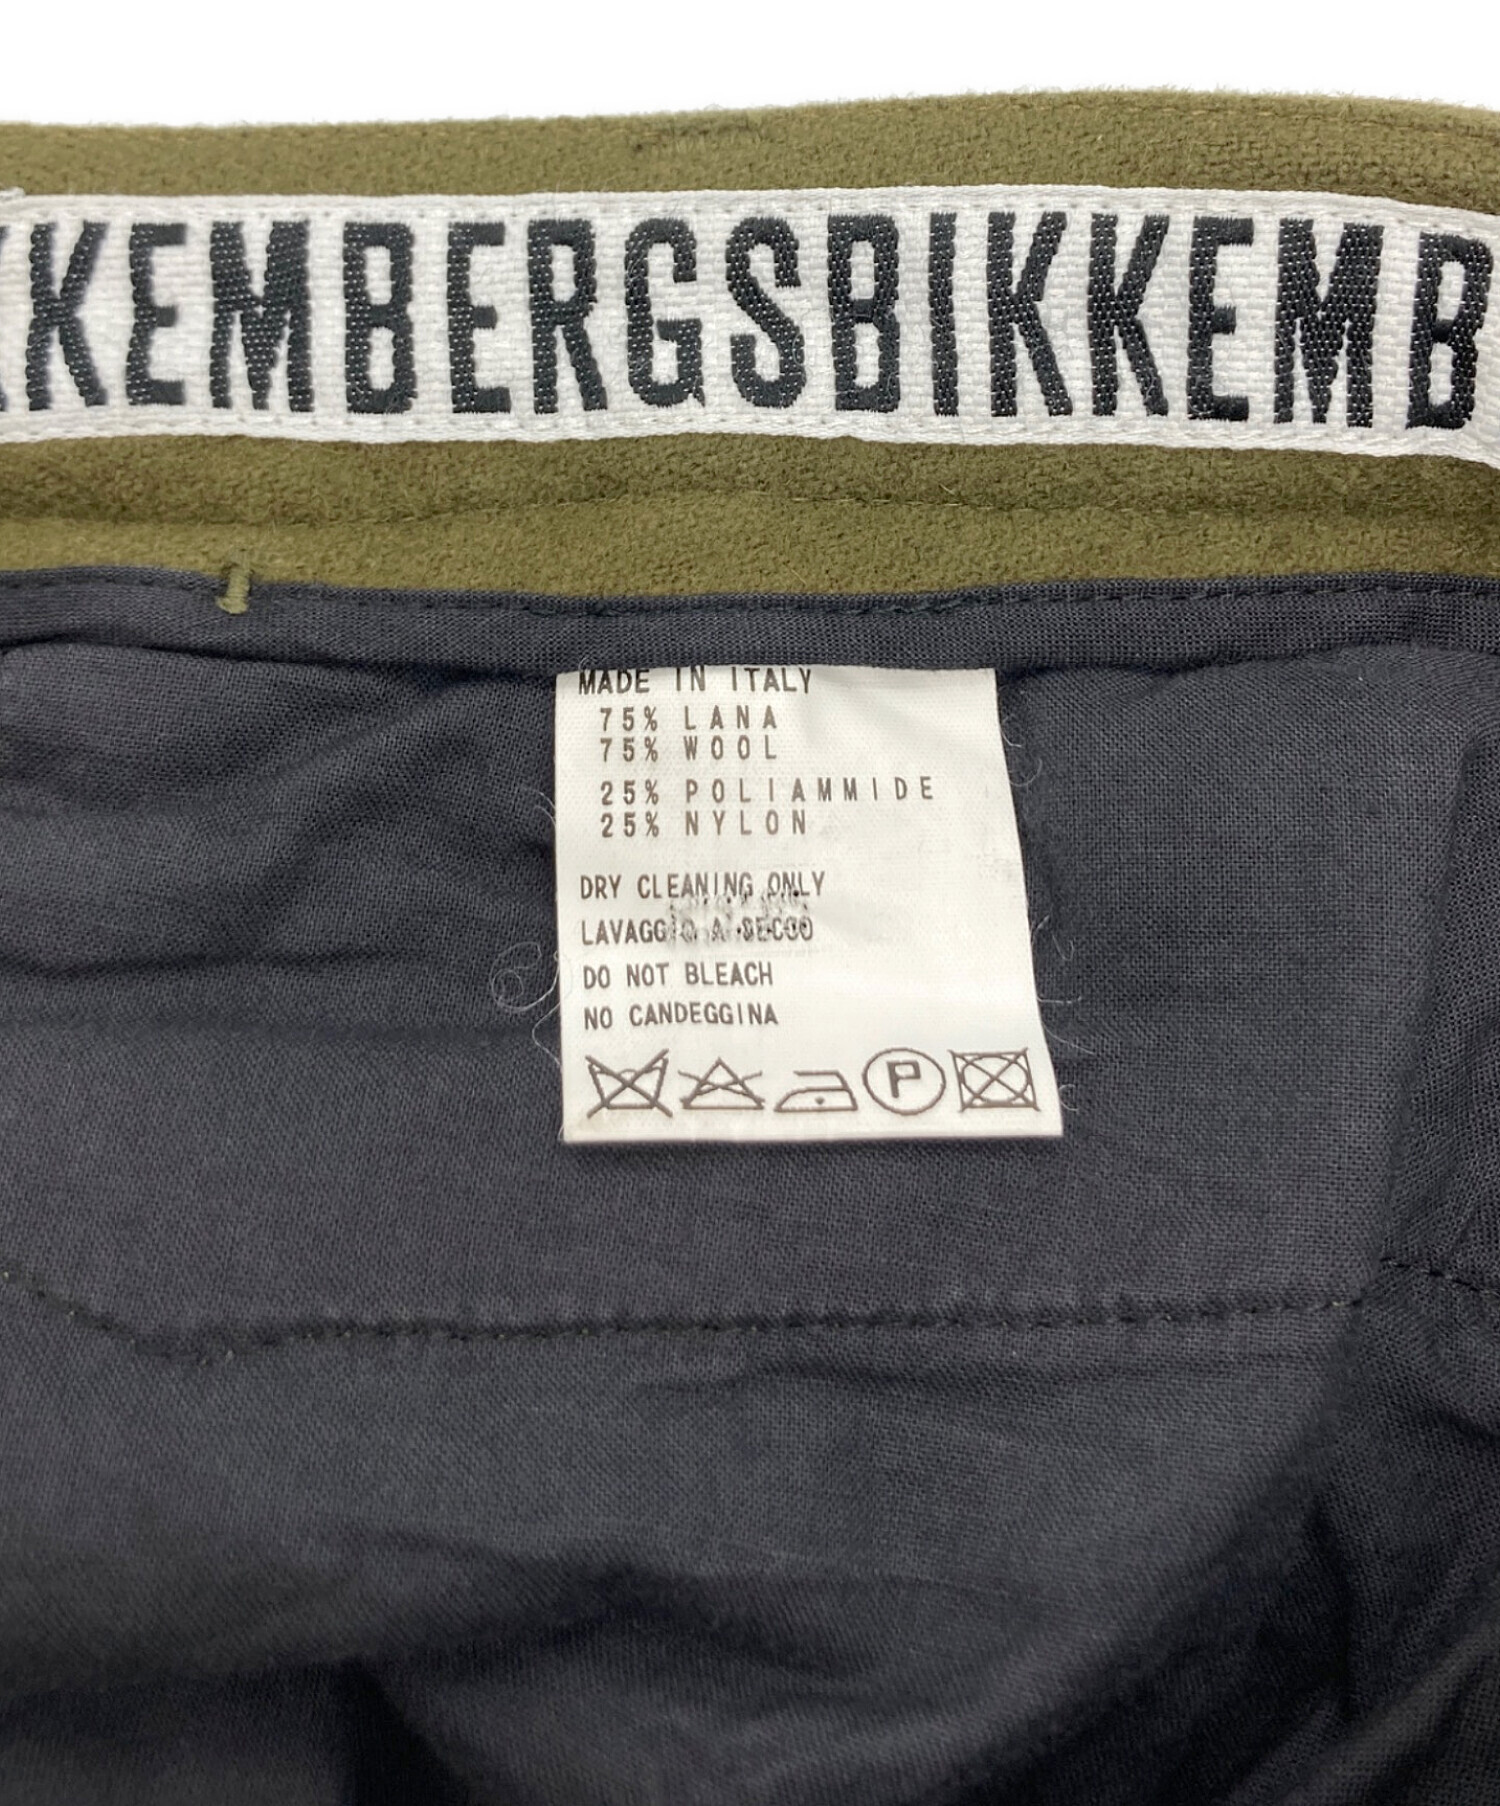 KKEMBERGSBIKKEMB
MADE IN ITALY
75% LANA
75% WOOL
25% POLIAMMIDE
25% NYLON
DRY CLEANING ONLY
LAVAGGIO A SECCO
DO NOT BLEACH
NO CANDEGGINA
P